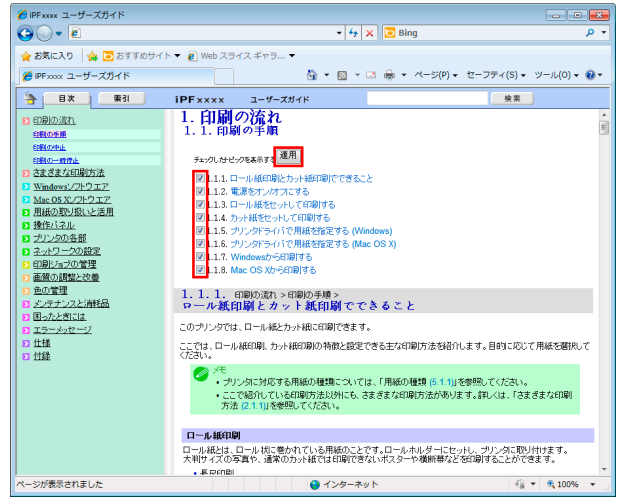 iPFxxxx ユーザーズガイド
Bing
お気に入り おすすめサイト Web スライス ギャラ...
iPFxxxx ユーザーズガイド
ページ(P) セーフティ(S) ツール(O)
目次 索引 iPFxxxx ユーザーズガイド 検索
印刷の流れ
印刷の手順
印刷の中止
印刷の一時停止
さまざまな印刷方法
Windowsソフトウエア
Mac OS Xソフトウエア
用紙の取り扱いと活用
操作パネル
プリンタの各部
ネットワークの設定
印刷ジョブの管理
画質の調整と改善
色の管理
メンテナンスと消耗品
困ったときには
エラーメッセージ
仕様
付録
1. 印刷の流れ
1. 1. 印刷の手順
チェックしたトピックを表示する 適用
1.1.1. ロール紙印刷とカット紙印刷でできること
1.1.2. 電源をオン/オフにする
1.1.3. ロール紙をセットして印刷する
1.1.4. カット紙をセットして印刷する
1.1.5. プリンタドライバで用紙を指定する (Windows)
1.1.6. プリンタドライバで用紙を指定する (Mac OS X)
1.1.7. Windowsから印刷する
1.1.8. Mac OS Xから印刷する
1. 1. 1. 印刷の流れ > 印刷の手順 >
ロール紙印刷とカット紙印刷でできること
このプリンタでは、ロール紙とカット紙に印刷できます。
ここでは、ロール紙印刷、カット紙印刷の特徴と設定できる主な印刷方法を紹介します。目的に応じて用紙を選択して
ください。
メモ
• プリンタに対応する用紙の種類については、「用紙の種類 (5.1.1)」を参照してください。
• ここで紹介している印刷方法以外にも、さまざまな印刷方法があります。詳しくは、「さまざまな印刷
方法 (2.1.1)」を参照してください。
ロール紙印刷
ロール紙とは、ロール状に巻かれている用紙のことです。ロールホルダーにセットし、プリンタに取り付けます。
大判サイズの写真や、通常のカット紙では印刷できないポスターや横断幕などを印刷することができます。
• 長尺印刷
ページが表示されました インターネット 100%